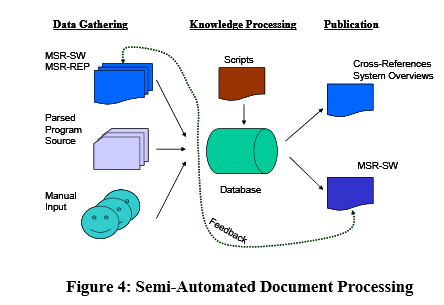 Data Gathering
Knowledge Processing
Publication
MSR-SW
MSR-REP
Scripts
Cross-References
System Overviews
Parsed
Program
Source
MSR-SW
Database
Manual
Input
Feedback
Figure 4: Semi-Automated Document Processing